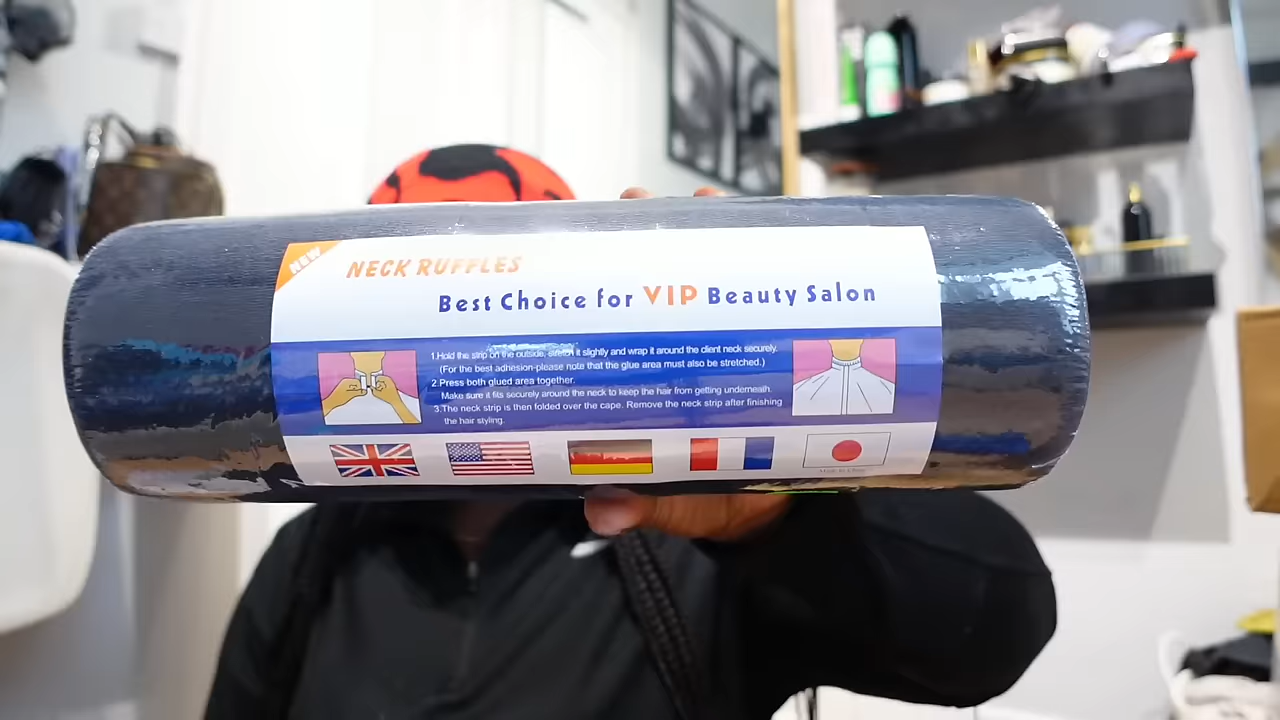 NEW
NECK RUFFLES
Best Choice for VIP Beauty Salon
1.Hold the strip on the outside, stretch it slightly and wrap it around the client neck securely.
(For the best adhesion-please note that the glue area must also be stretched.)
2.Press both glued area together.
Make sure it fits securely around the neck to keep the hair from getting underneath.
3.The neck strip is then folded over the cape. Remove the neck strip after finishing
the hair styling.
Made In China